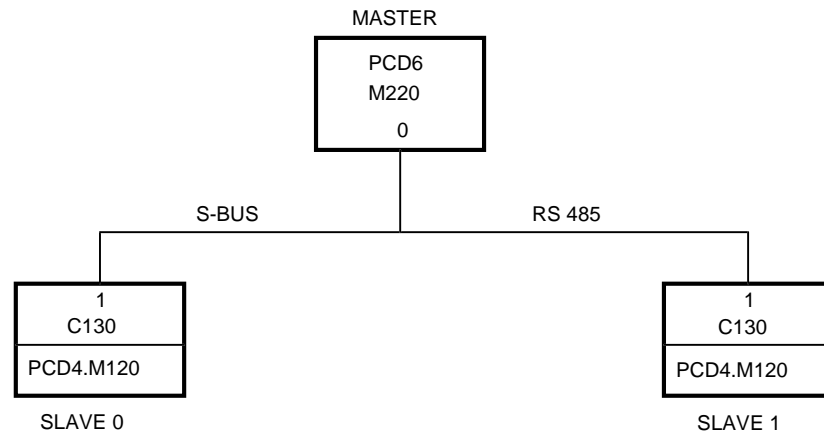 MASTER
PCD6
M220
0
S-BUS
RS 485
1
C130
PCD4.M120
SLAVE 0
1
C130
PCD4.M120
SLAVE 1